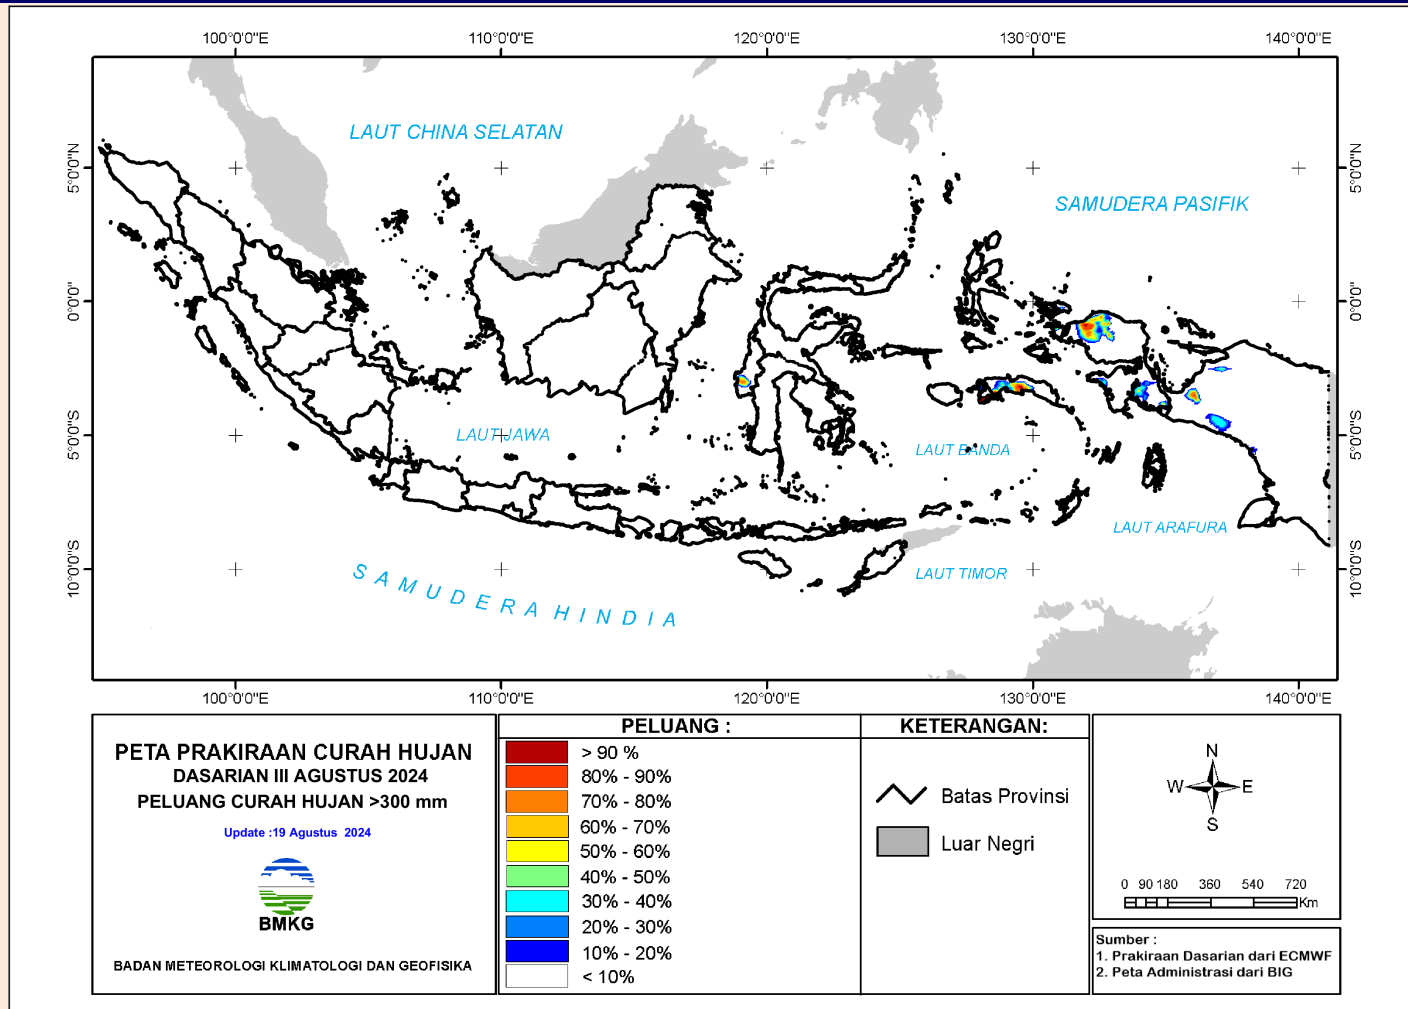 100°0'0"E 110°0'0"E 120°0'0"E 130°0'0"E 140°0'0"E
LAUT CHINA SELATAN
5°0'0"N 5°0'0"N
SAMUDERA PASIFIK
0°0'0" 0°0'0"
LAUT JAWA
5°0'0"S 5°0'0"S
LAUT BANDA
LAUT ARAFURA
10°0'0"S 10°0'0"S
LAUT TIMOR
SAMUDERA HINDIA
100°0'0"E 110°0'0"E 120°0'0"E 130°0'0"E 140°0'0"E
PETA PRAKIRAAN CURAH HUJAN
DASARIAN III AGUSTUS 2024
PELUANG CURAH HUJAN >300 mm
Update :19 Agustus 2024
BMKG
BADAN METEOROLOGI KLIMATOLOGI DAN GEOFISIKA
PELUANG :
> 90 %
80% - 90%
70% - 80%
60% - 70%
50% - 60%
40% - 50%
30% - 40%
20% - 30%
10% - 20%
< 10%
KETERANGAN:
Batas Provinsi
Luar Negri
N
W E
S
0 90 180 360 540 720
Km
Sumber :
1. Prakiraan Dasarian dari ECMWF
2. Peta Administrasi dari BIG